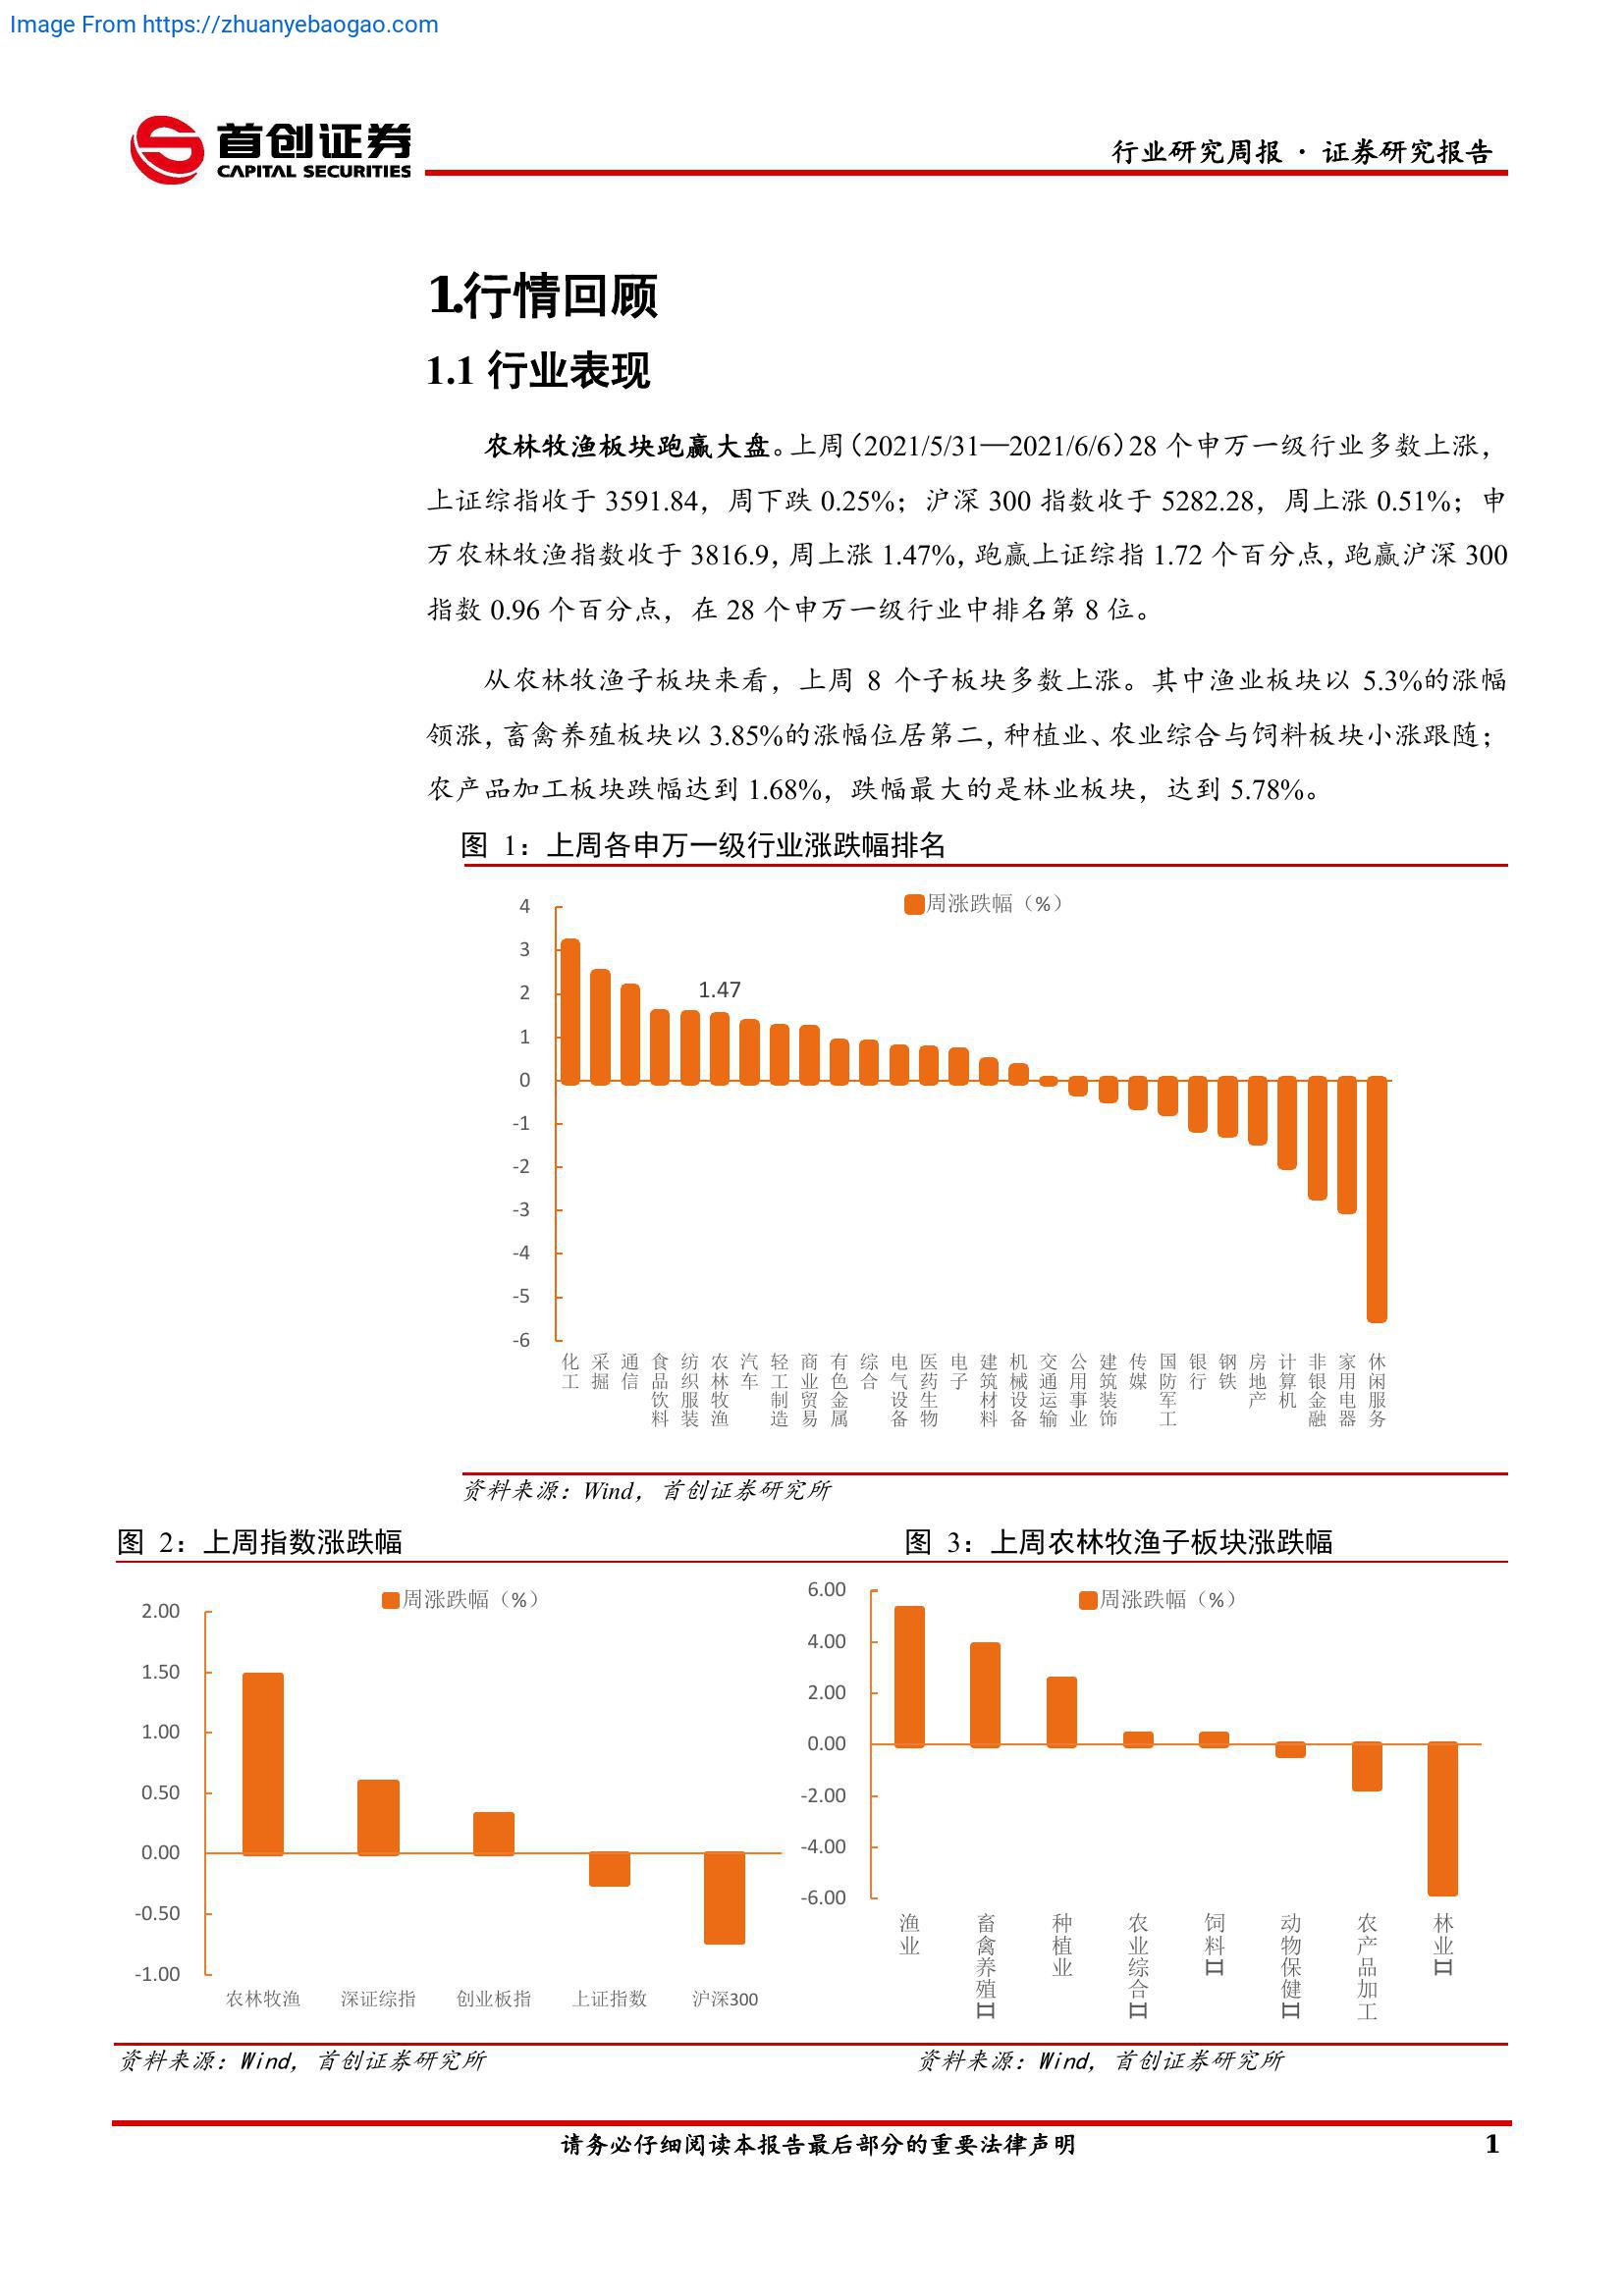 Image From https://zhuanyebaogao.com
首创证券
CAPITAL SECURITIES
行业研究周报 · 证券研究报告
1.行情回顾
1.1 行业表现
农林牧渔板块跑赢大盘。上周（2021/5/31—2021/6/6）28 个申万一级行业多数上涨，
上证综指收于 3591.84，周下跌 0.25%；沪深 300 指数收于 5282.28，周上涨 0.51%；申
万农林牧渔指数收于 3816.9，周上涨 1.47%，跑赢上证综指 1.72 个百分点，跑赢沪深 300
指数 0.96 个百分点，在 28 个申万一级行业中排名第 8 位。
从农林牧渔子板块来看，上周 8 个子板块多数上涨。其中渔业板块以 5.3%的涨幅
领涨，畜禽养殖板块以 3.85%的涨幅位居第二，种植业、农业综合与饲料板块小涨跟随；
农产品加工板块跌幅达到 1.68%，跌幅最大的是林业板块，达到 5.78%。
图 1：上周各申万一级行业涨跌幅排名
周涨跌幅（%）
4
3
2
1
0
-1
-2
-3
-4
-5
-6
1.47
化工
采掘
通信
食品饮料
纺织服装
农林牧渔
汽车
轻工制造
商业贸易
有色金属
综合
电气设备
医药生物
电子
建筑材料
机械设备
交通运输
公用事业
建筑装饰
传媒
国防军工
银行
钢铁
房地产
计算机
非银金融
家用电器
休闲服务
资料来源：Wind，首创证券研究所
图 2：上周指数涨跌幅
周涨跌幅（%）
2.00
1.50
1.00
0.50
0.00
-0.50
-1.00
农林牧渔 深证综指 创业板指 上证指数 沪深300
资料来源：Wind，首创证券研究所
图 3：上周农林牧渔子板块涨跌幅
周涨跌幅（%）
6.00
4.00
2.00
0.00
-2.00
-4.00
-6.00
渔业
畜禽养殖II
种植业
农业综合II
饲料II
动物保健II
农产品加工
林业II
资料来源：Wind，首创证券研究所
请务必仔细阅读本报告最后部分的重要法律声明
1